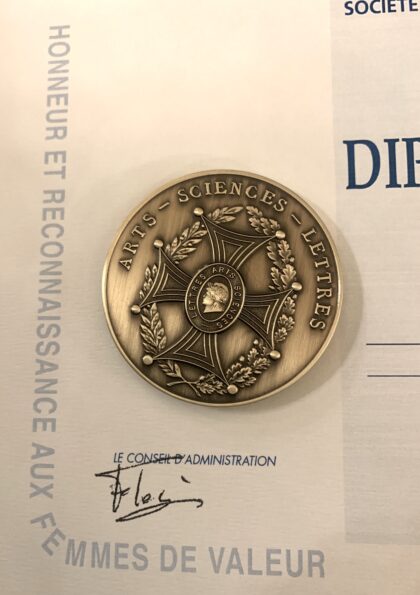 SOCIÉTÉ
HONNEUR ET RECONNAISSANCE AUX FEMMES DE VALEUR
DI
ARTS – SCIENCES – LETTRES
LETTRES ARTS SCIENCES
LE CONSEIL D'ADMINISTRATION